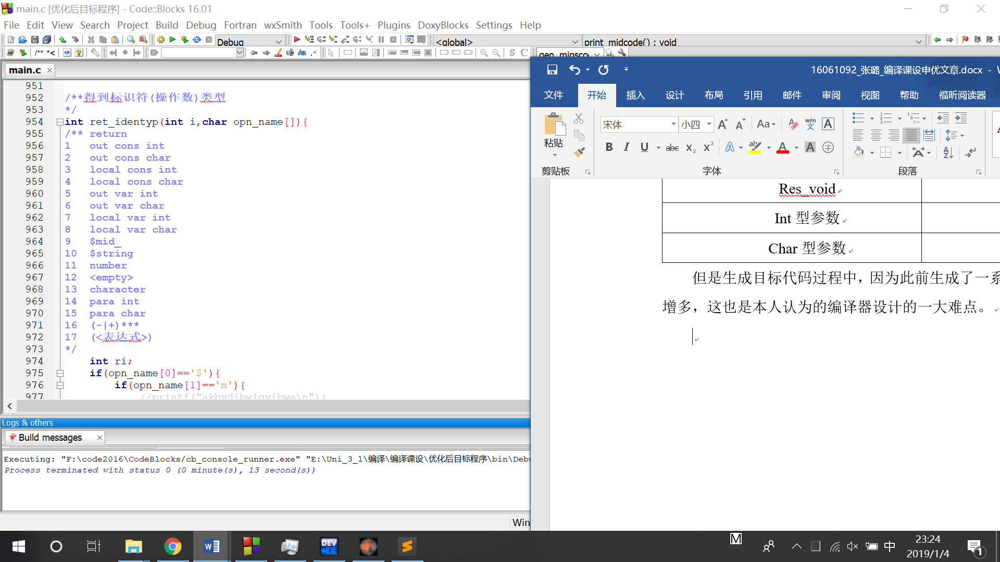 main.c [优化后目标程序] - Code::Blocks 16.01
File Edit View Search Project Build Debug Fortran wxSmith Tools Tools+ Plugins DoxyBlocks Settings Help
Debug
<global>
print_midcode() : void
/** *<
main.c
951
952 /**得到标识符(操作数)类型
953 */
954 int ret_identyp(int i,char opn_name[]){
955 /** return
956 1 out cons int
957 2 out cons char
958 3 local cons int
959 4 local cons char
960 5 out var int
961 6 out var char
962 7 local var int
963 8 local var char
964 9 $mid_
965 10 $string
966 11 number
967 12 <empty>
968 13 character
969 14 para int
970 15 para char
971 16 (-|+)***
972 17 (<表达式>)
973 */
974 int ri;
975 if(opn_name[0]=='$'){
976 if(opn_name[1]=='m'){
977
Logs & others
Build messages
Executing: "F:\code2016\CodeBlocks/cb_console_runner.exe" "E:\Uni_3_l\编译\编译课设\优化后目标程序\bin\Debu
Process terminated with status 0 (0 minute(s), 13 second(s))
Win
16061092_张璐_编译课设申优文章.docx -
文件 开始 插入 设计 布局 引用 邮件 审阅 视图 帮助 福昕阅读器
粘贴
宋体 小四
Aa wén 文 A
B I U abc X₂ X² A ab A A 字
剪贴板 字体 段落
Res_void
Int 型参数
Char 型参数
但是生成目标代码过程中，因为此前生成了一系
增多，这也是本人认为的编译器设计的一大难点。
DEV
M
中
23:24
2019/1/4
1